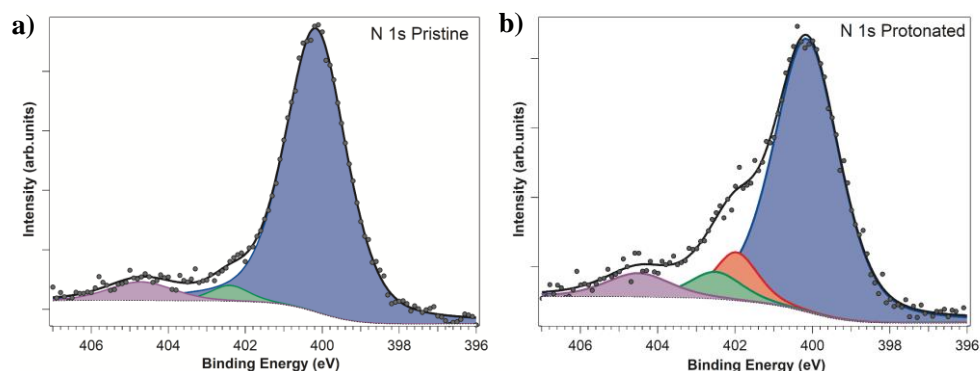 a)
N 1s Pristine
Intensity (arb.units)
406 404 402 400 398 396
Binding Energy (eV)
b)
N 1s Protonated
Intensity (arb.units)
406 404 402 400 398 396
Binding Energy (eV)